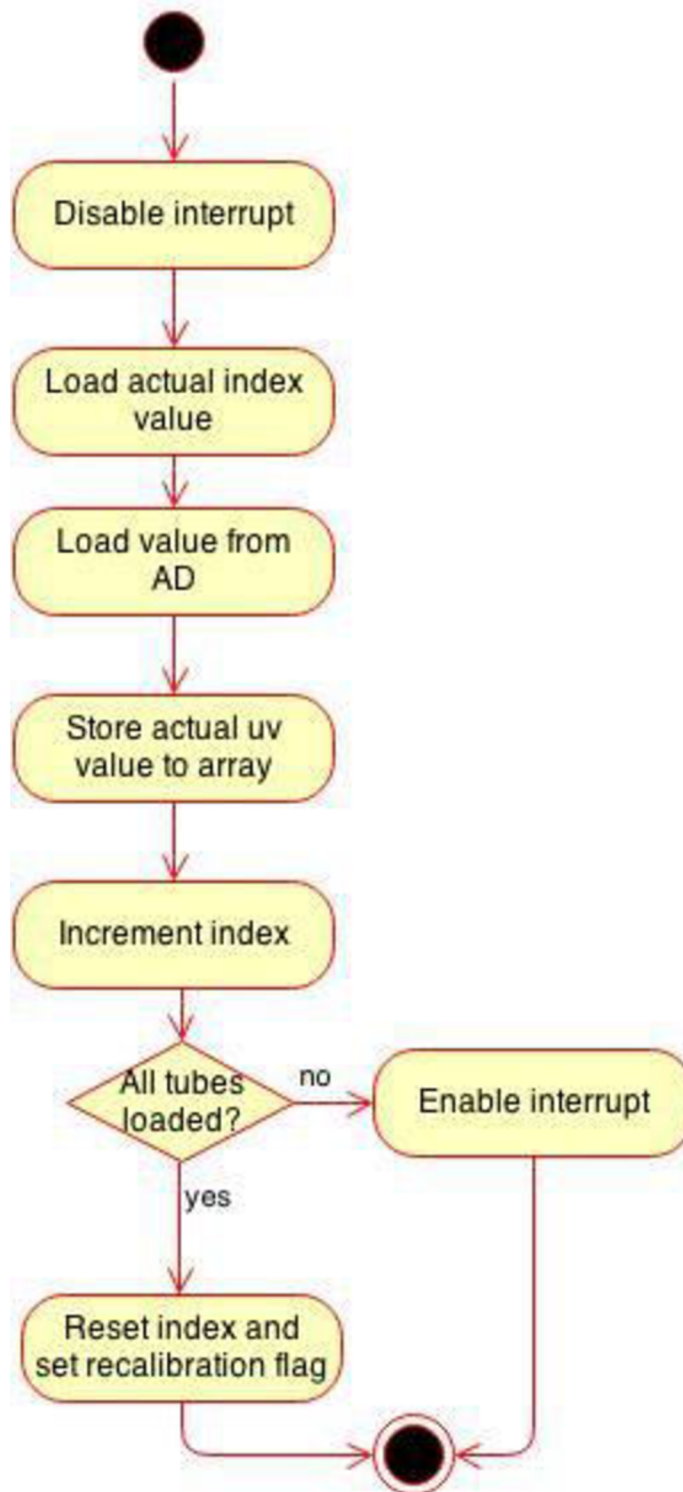 Disable interrupt
Load actual index
value
Load value from
AD
Store actual uv
value to array
Increment index
All tubes
loaded?
no
Enable interrupt
yes
Reset index and
set recalibration flag